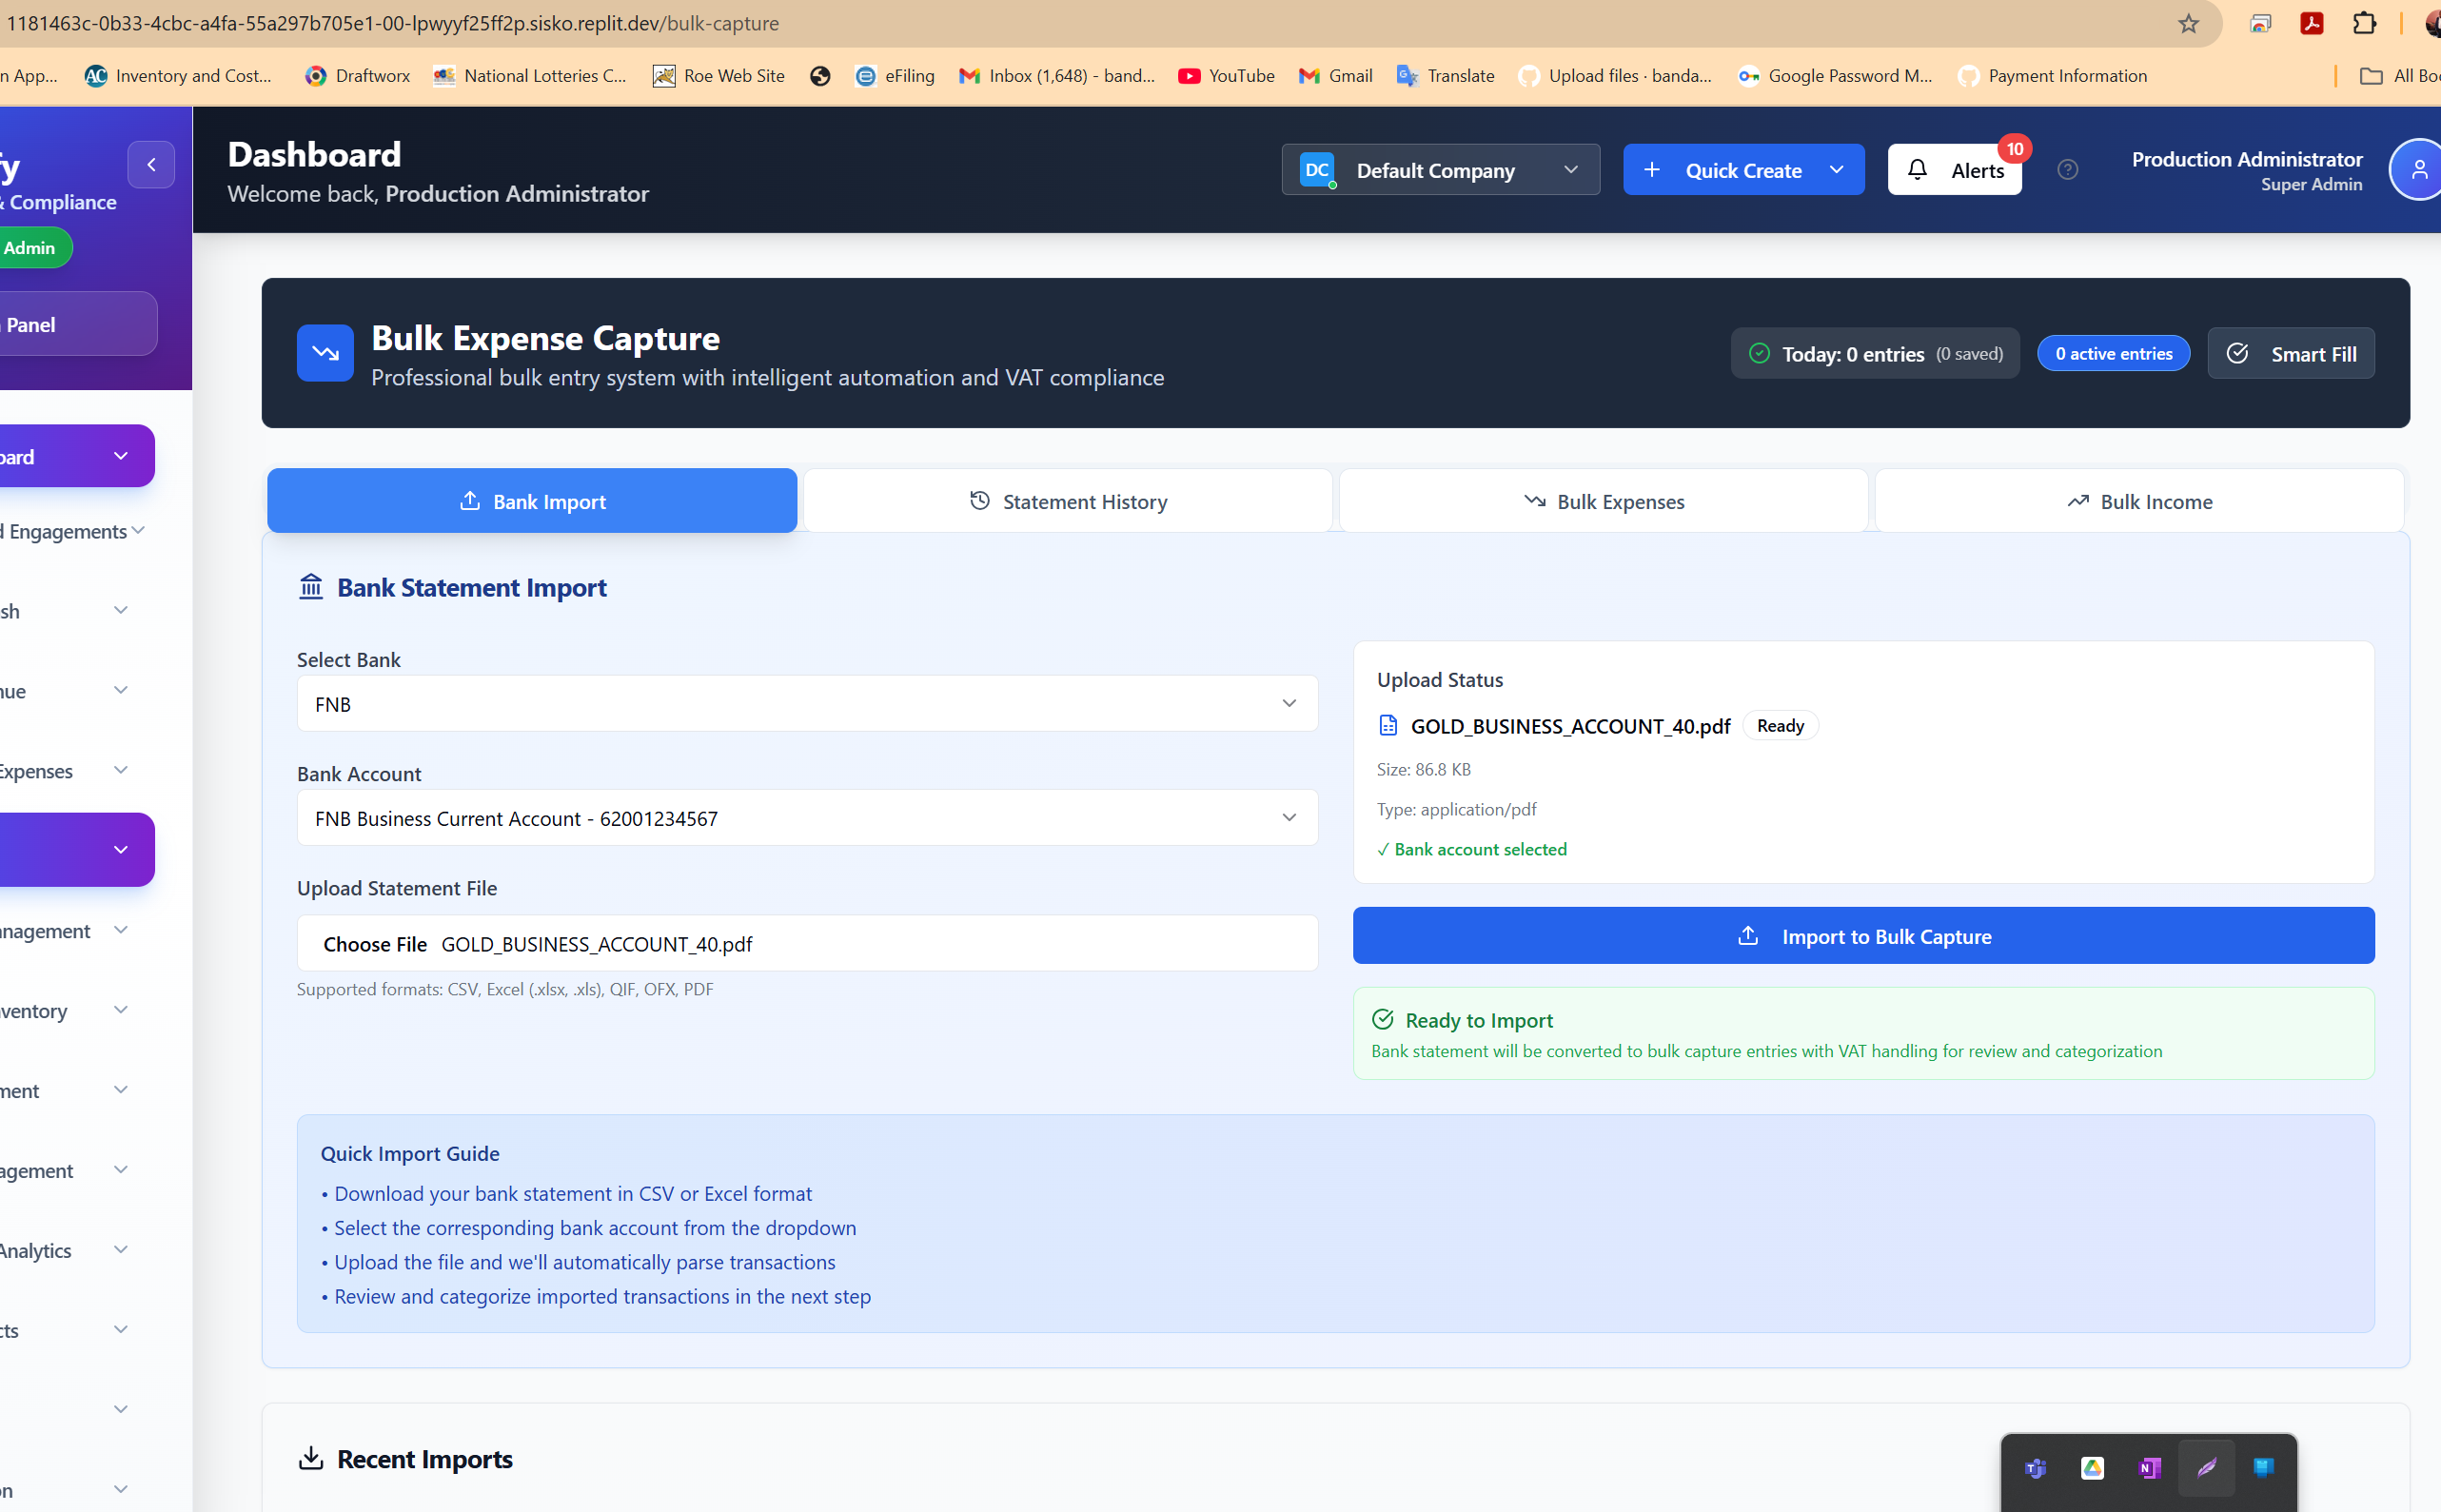 1181463c-0b33-4cbc-a4fa-55a297b705e1-00-lpwyyf25ff2p.sisko.replit.dev/bulk-capture
n App... Inventory and Cost... Draftworx National Lotteries C... Roe Web Site eFiling Inbox (1,648) - band... YouTube Gmail Translate Upload files · banda... Google Password M... Payment Information All Boo
fy
& Compliance
Admin
Panel
oard
d Engagements
sh
nue
Expenses
anagement
ventory
ment
agement
Analytics
cts
on
Dashboard
Welcome back, Production Administrator
DC Default Company
Quick Create
Alerts 10
Production Administrator
Super Admin
Bulk Expense Capture
Professional bulk entry system with intelligent automation and VAT compliance
Today: 0 entries (0 saved)
0 active entries
Smart Fill
Bank Import
Statement History
Bulk Expenses
Bulk Income
Bank Statement Import
Select Bank
FNB
Bank Account
FNB Business Current Account - 62001234567
Upload Statement File
Choose File GOLD_BUSINESS_ACCOUNT_40.pdf
Supported formats: CSV, Excel (.xlsx, .xls), QIF, OFX, PDF
Upload Status
GOLD_BUSINESS_ACCOUNT_40.pdf Ready
Size: 86.8 KB
Type: application/pdf
✓ Bank account selected
Import to Bulk Capture
Ready to Import
Bank statement will be converted to bulk capture entries with VAT handling for review and categorization
Quick Import Guide
• Download your bank statement in CSV or Excel format
• Select the corresponding bank account from the dropdown
• Upload the file and we'll automatically parse transactions
• Review and categorize imported transactions in the next step
Recent Imports